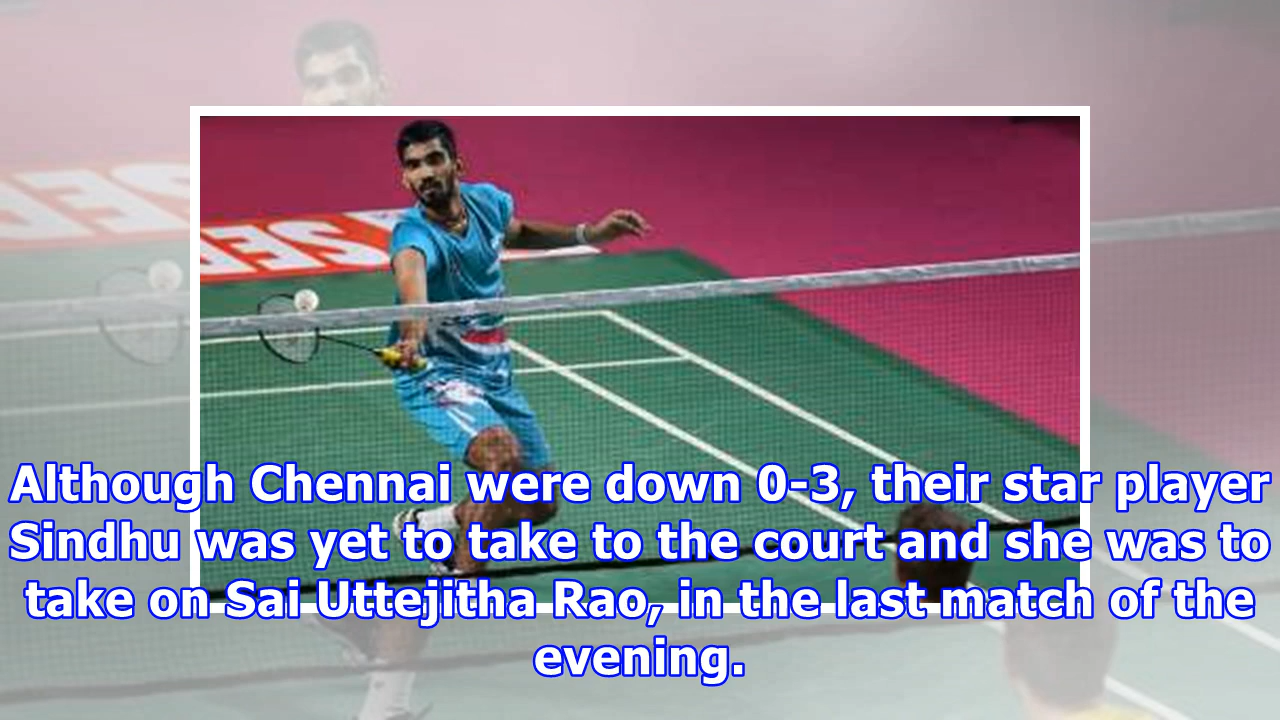 Although Chennai were down 0-3, their star player
Sindhu was yet to take to the court and she was to
take on Sai Uttejitha Rao, in the last match of the
evening.